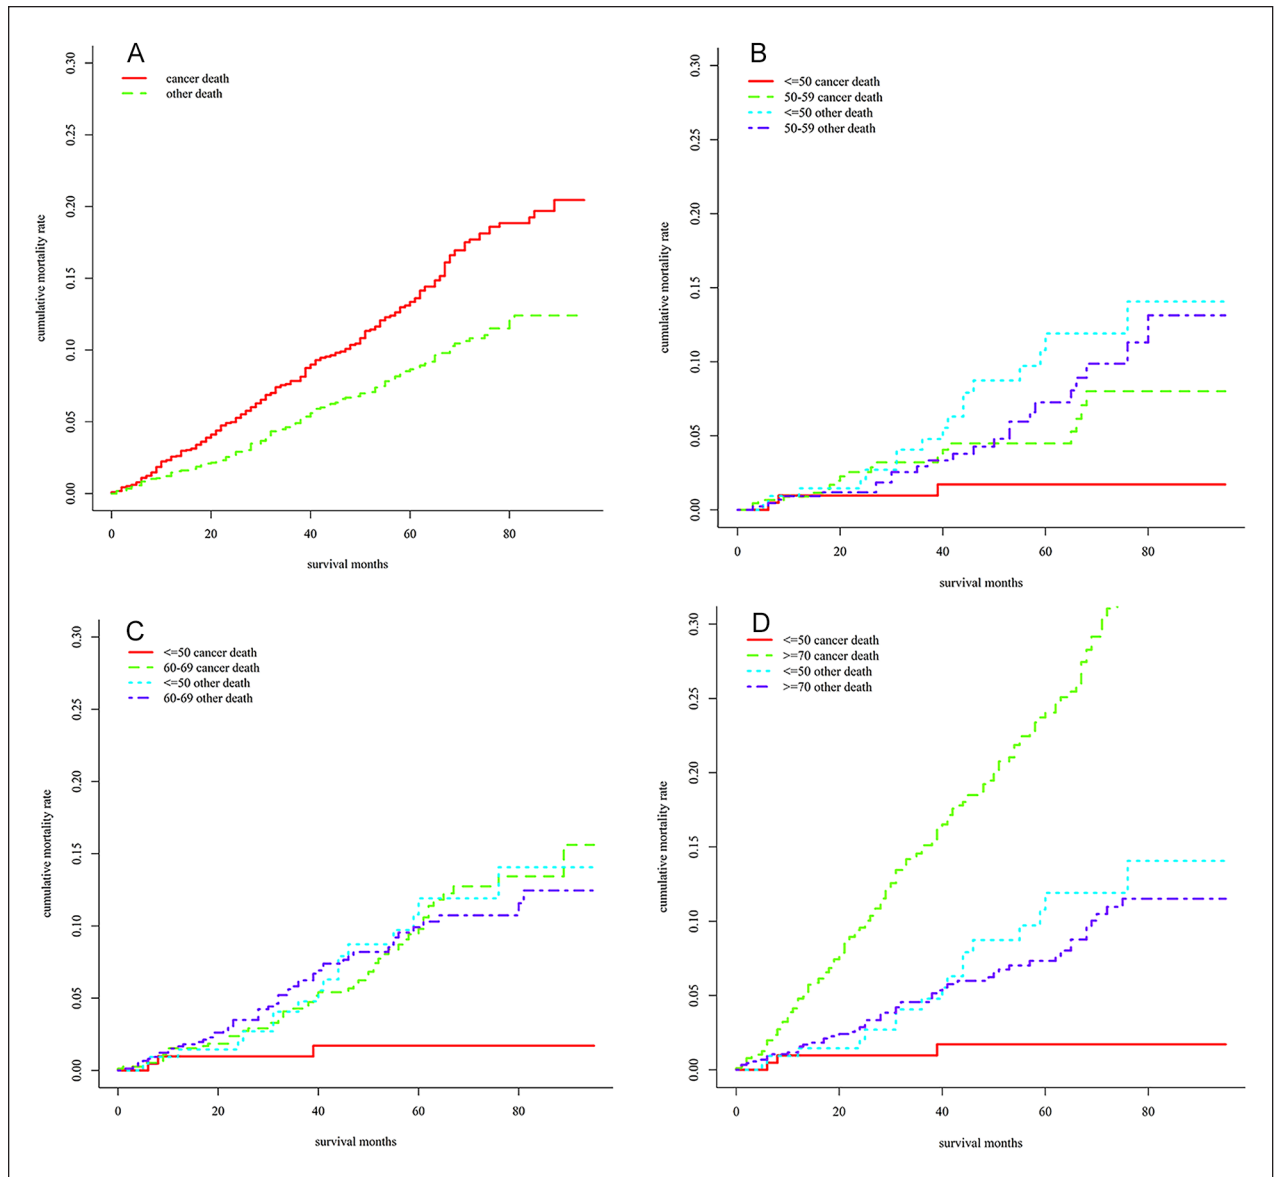 A
cancer death
other death
0.30
0.25
0.20
0.15
0.10
0.05
0.00
cumulative mortality rate
0
20
40
60
80
survival months
B
<=50 cancer death
50-59 cancer death
<=50 other death
50-59 other death
0.30
0.25
0.20
0.15
0.10
0.05
0.00
cumulative mortality rate
0
20
40
60
80
survival months
C
<=50 cancer death
60-69 cancer death
<=50 other death
60-69 other death
0.30
0.25
0.20
0.15
0.10
0.05
0.00
cumulative mortality rate
0
20
40
60
80
survival months
D
<=50 cancer death
>=70 cancer death
<=50 other death
>=70 other death
0.30
0.25
0.20
0.15
0.10
0.05
0.00
cumulative mortality rate
0
20
40
60
80
survival months